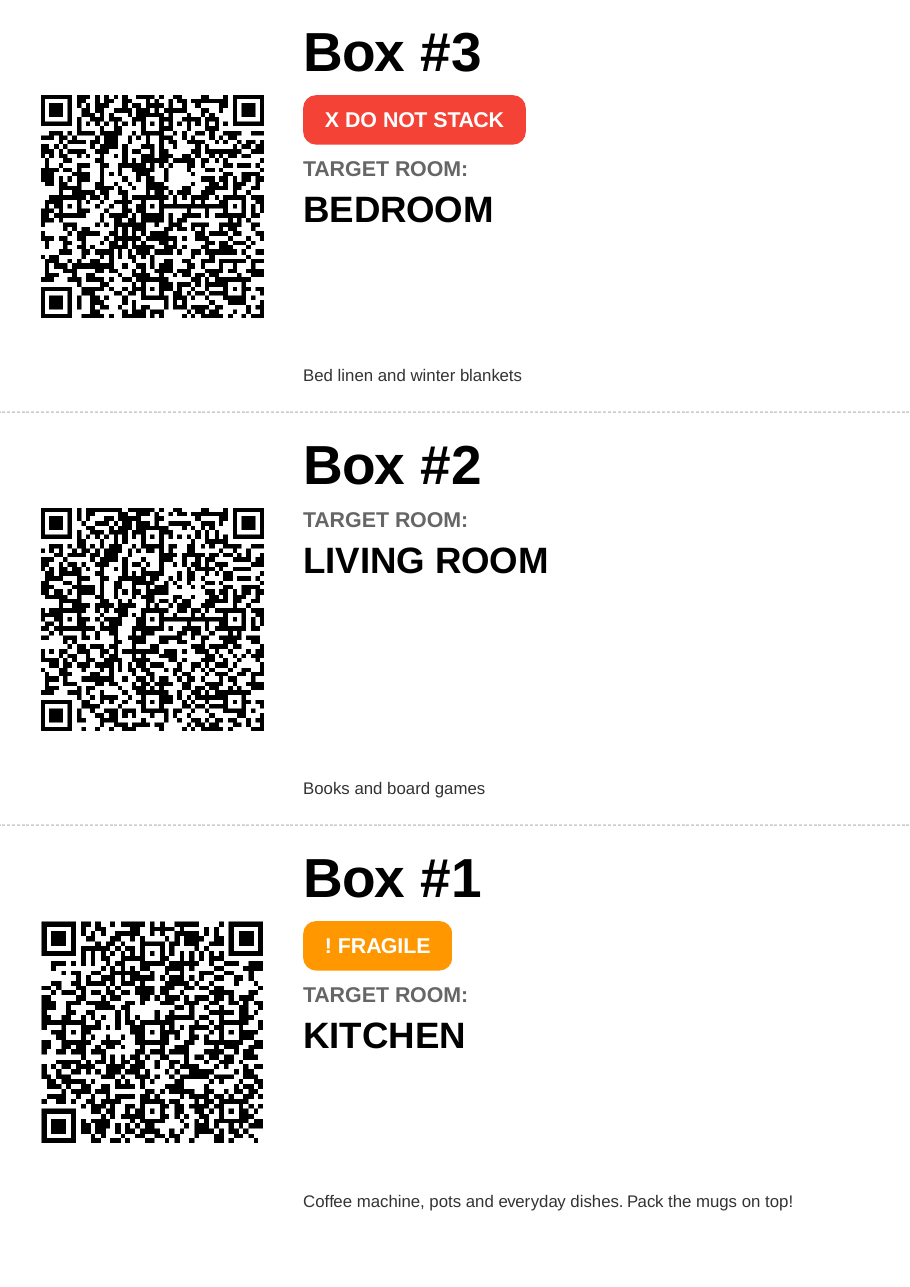 Box #3
X DO NOT STACK
TARGET ROOM:
BEDROOM
Bed linen and winter blankets
Box #2
TARGET ROOM:
LIVING ROOM
Books and board games
Box #1
! FRAGILE
TARGET ROOM:
KITCHEN
Coffee machine, pots and everyday dishes. Pack the mugs on top!